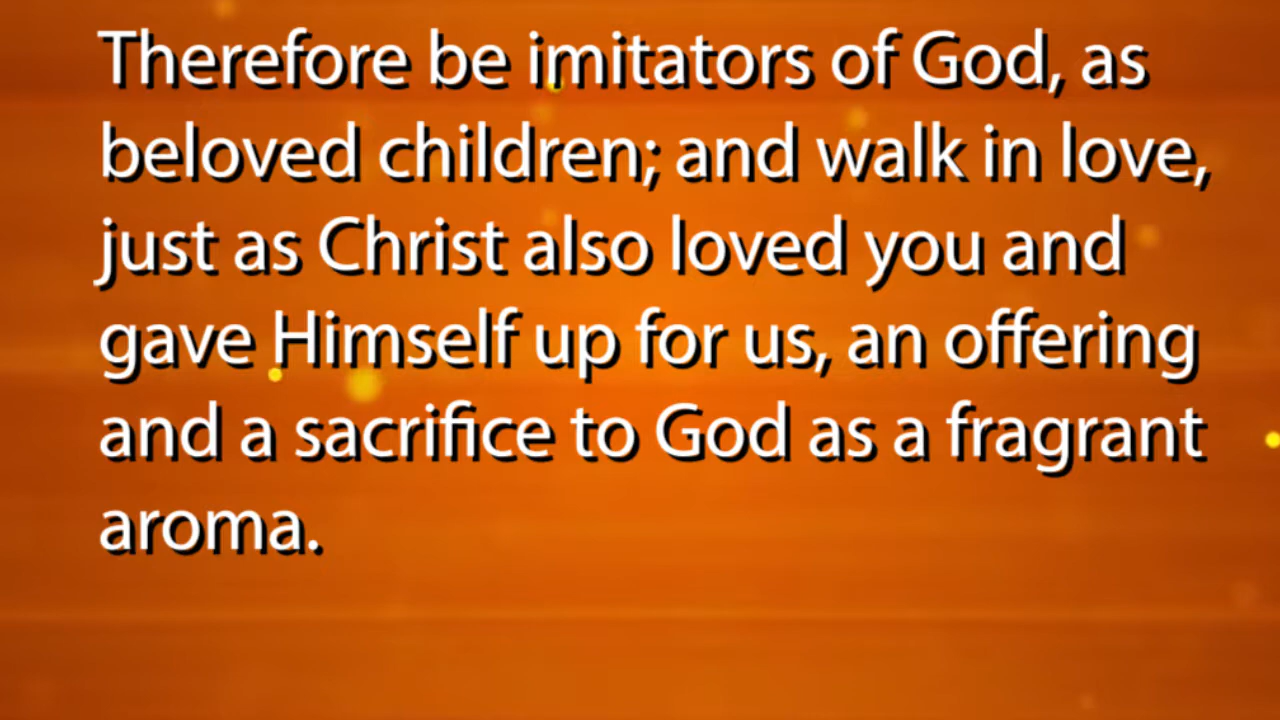 Therefore be imitators of God, as
beloved children; and walk in love,
just as Christ also loved you and
gave Himself up for us, an offering
and a sacrifice to God as a fragrant
aroma.